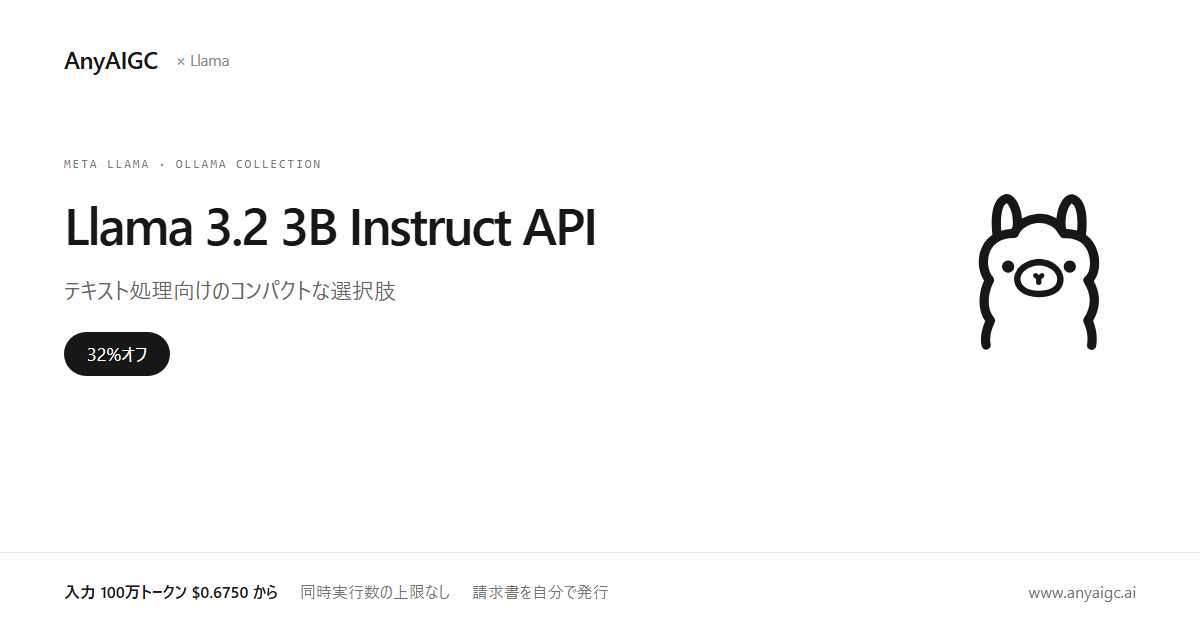 AnyAIGC × Llama
META LLAMA · OLLAMA COLLECTION
Llama 3.2 3B Instruct API
テキスト処理向けのコンパクトな選択肢
32%オフ
入力 100万トークン $0.6750 から 同時実行数の上限なし 請求書を自分で発行 www.anyaigc.ai